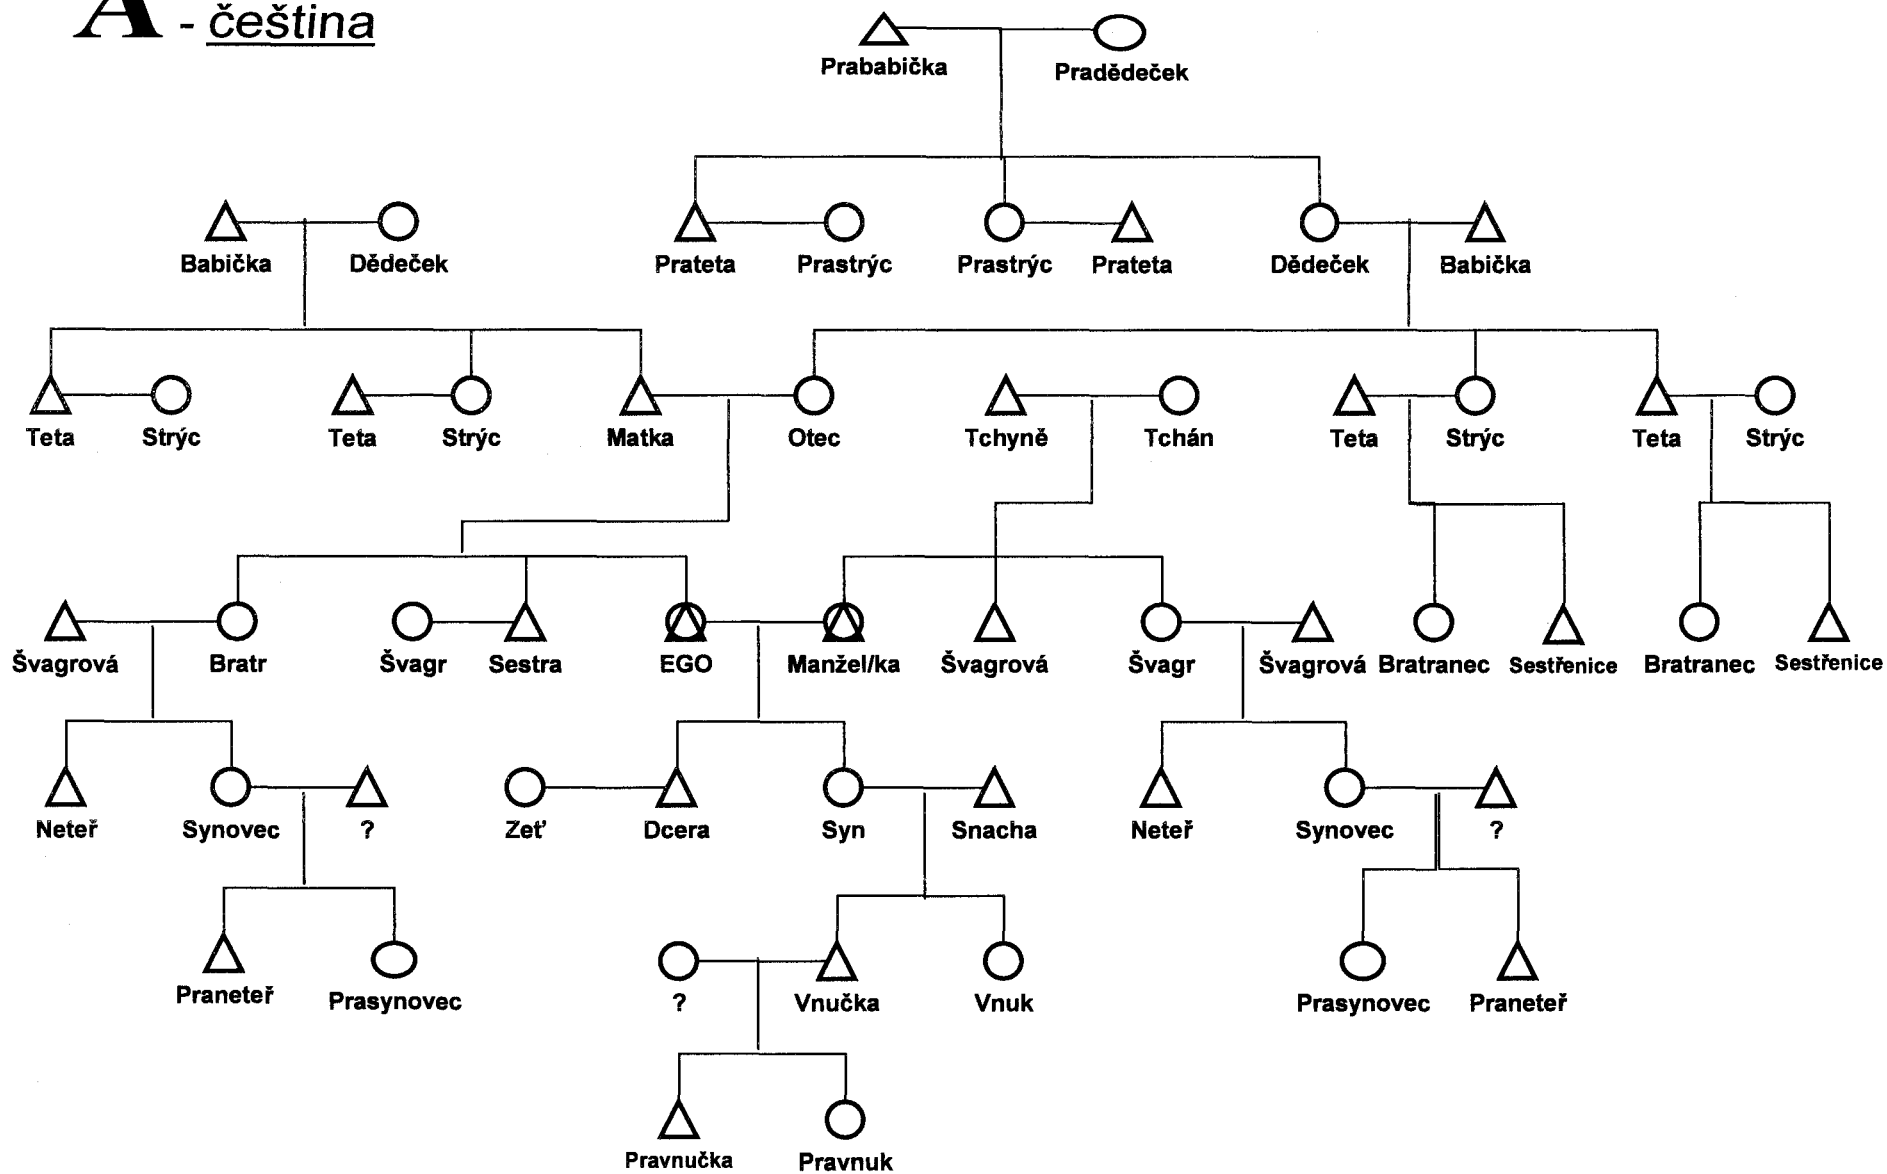 A - čeština
Prababička Pradědeček
Babička Dědeček Prateta Prastrýc Prastrýc Prateta Dědeček Babička
Teta Strýc Teta Strýc Matka Otec Tchyně Tchán Teta Strýc Teta Strýc
Švagrová Bratr Švagr Sestra EGO Manžel/ka Švagrová Švagr Švagrová Bratranec Sestřenice Bratranec Sestřenice
Neteř Synovec ? Zeť Dcera Syn Snacha Neteř Synovec ?
Praneteř Prasynovec ? Vnučka Vnuk Prasynovec Praneteř
Pravnučka Pravnuk